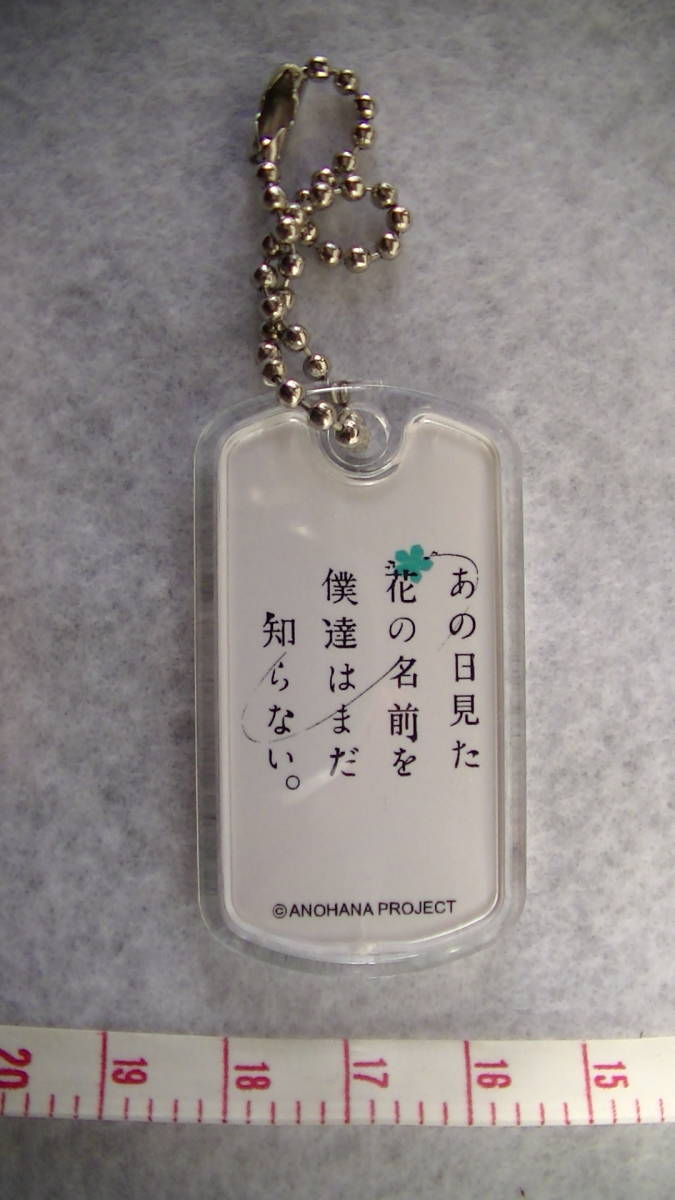 あの日見た
花の名前を
僕達はまだ
知らない。
©ANOHANA PROJECT
20 19 18 17 16 15